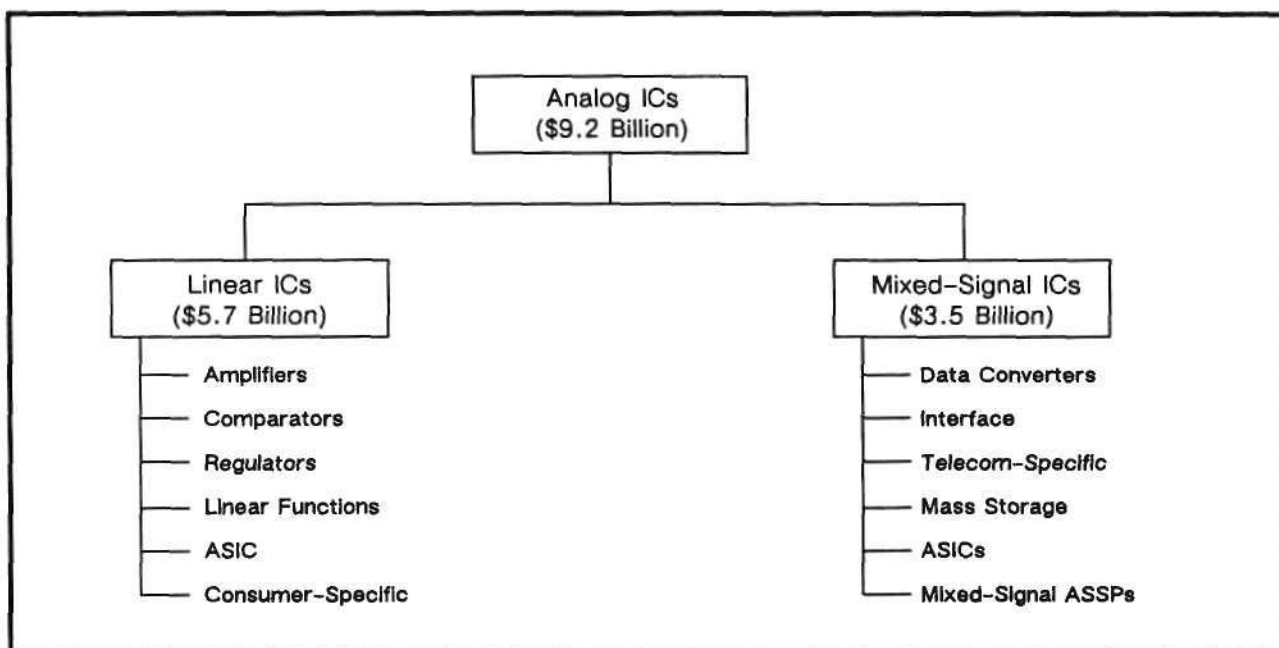 Analog ICs
($9.2 Billion)
Linear ICs
($5.7 Billion)
Amplifiers
Comparators
Regulators
Linear Functions
ASIC
Consumer-Specific
Mixed-Signal ICs
($3.5 Billion)
Data Converters
Interface
Telecom-Specific
Mass Storage
ASICs
Mixed-Signal ASSPs